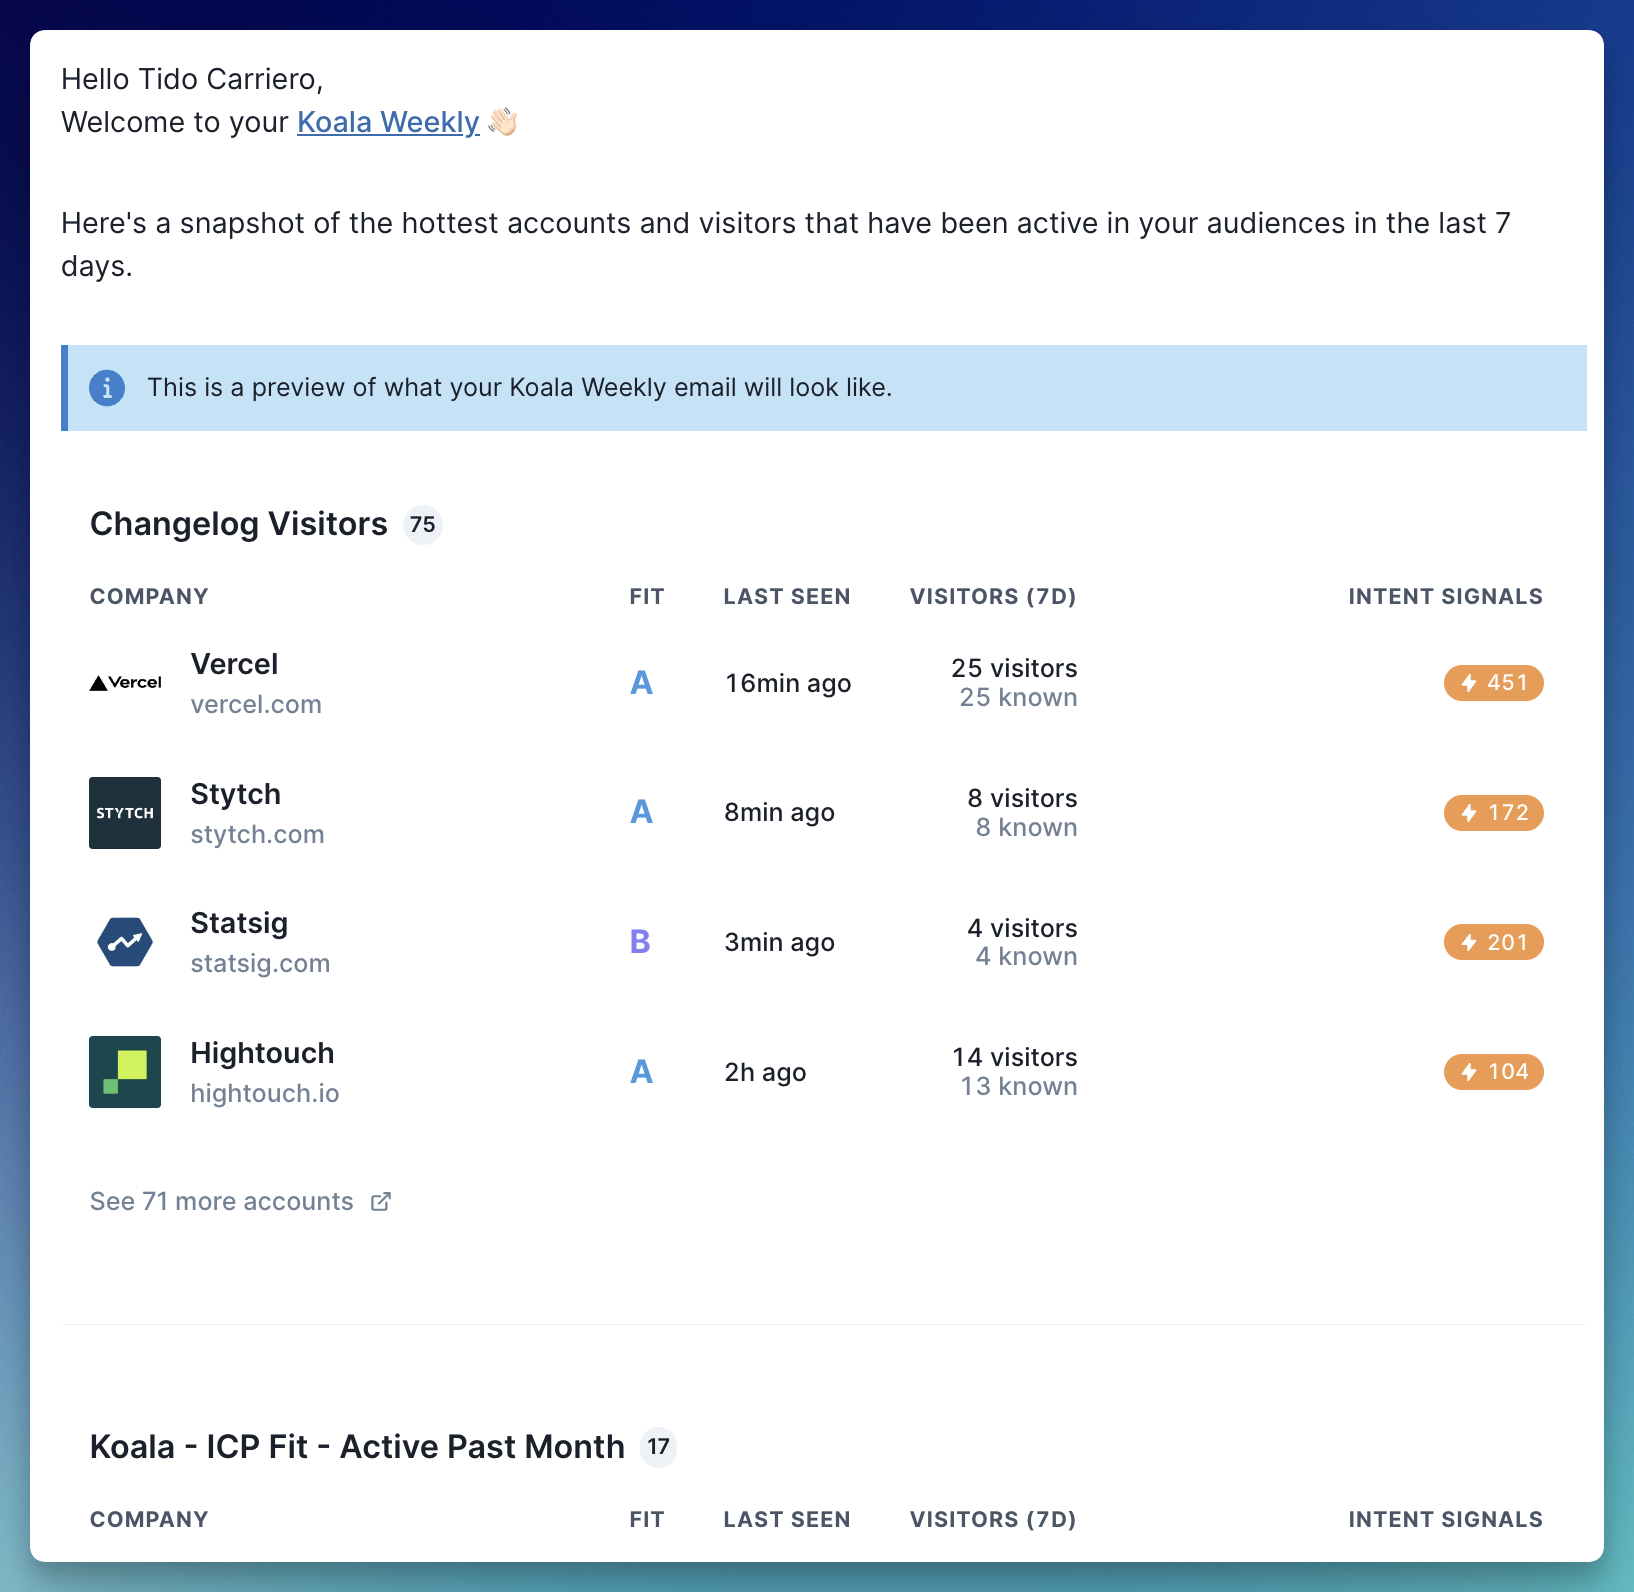 Hello Tido Carriero,
Welcome to your Koala Weekly 👋🏻
Here's a snapshot of the hottest accounts and visitors that have been active in your audiences in the last 7
days.
This is a preview of what your Koala Weekly email will look like.
Changelog Visitors 75
COMPANY FIT LAST SEEN VISITORS (7D) INTENT SIGNALS
Vercel
Vercel
vercel.com
A
16min ago
25 visitors
25 known
451
STYTCH
Stytch
stytch.com
A
8min ago
8 visitors
8 known
172
Statsig
statsig.com
B
3min ago
4 visitors
4 known
201
Hightouch
hightouch.io
A
2h ago
14 visitors
13 known
104
See 71 more accounts
Koala - ICP Fit - Active Past Month 17
COMPANY FIT LAST SEEN VISITORS (7D) INTENT SIGNALS